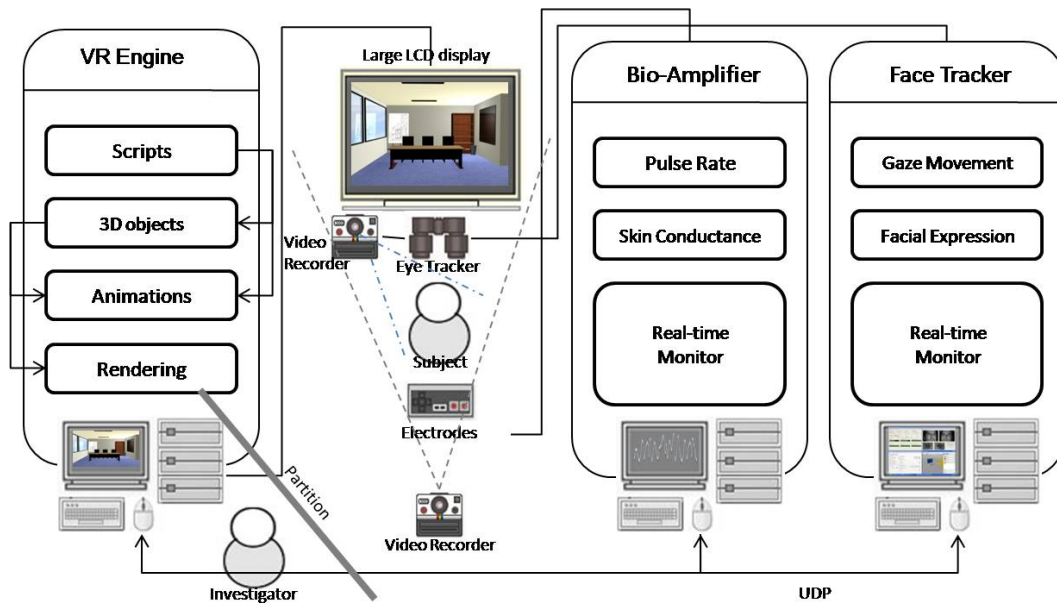 VR Engine
Scripts
3D objects
Animations
Rendering
Large LCD display
Video
Recorder
Eye Tracker
Subject
Electrodes
Video Recorder
Partition
Investigator
Bio-Amplifier
Pulse Rate
Skin Conductance
Real-time
Monitor
Face Tracker
Gaze Movement
Facial Expression
Real-time
Monitor
UDP